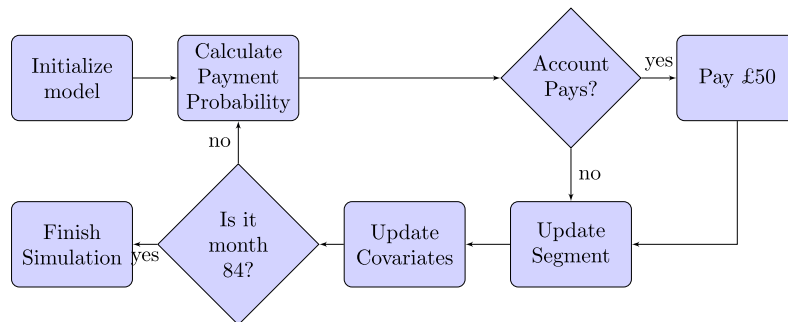 Initialize
model
Calculate
Payment
Probability
Account
Pays?
yes
Pay £50
no
no
Finish
Simulation
yes
Is it
month
84?
Update
Covariates
Update
Segment